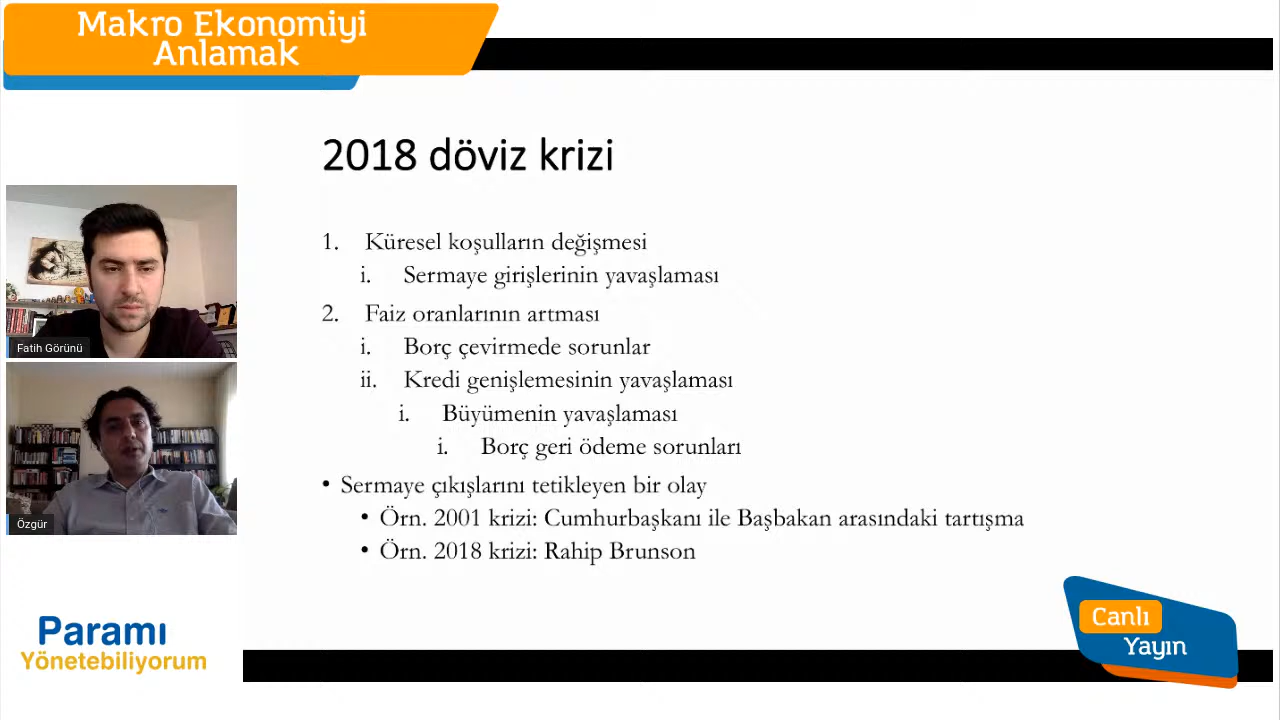 Makro Ekonomiyi
Anlamak
2018 döviz krizi
1. Küresel koşulların değişmesi
i. Sermaye girişlerinin yavaşlaması
2. Faiz oranlarının artması
i. Borç çevirmede sorunlar
ii. Kredi genişlemesinin yavaşlaması
i. Büyümenin yavaşlaması
i. Borç geri ödeme sorunları
• Sermaye çıkışlarını tetikleyen bir olay
• Örn. 2001 krizi: Cumhurbaşkanı ile Başbakan arasındaki tartışma
• Örn. 2018 krizi: Rahip Brunson
Fatih Görünü
Özgür
Paramı
Yönetebiliyorum
Canlı
Yayın